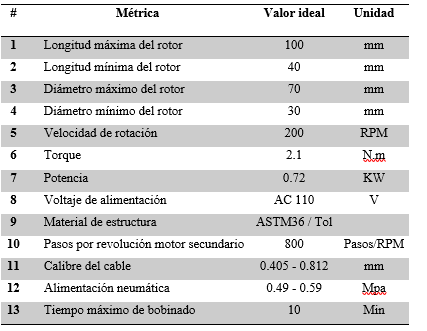 # Métrica Valor ideal Unidad
1 Longitud máxima del rotor 100 mm
2 Longitud mínima del rotor 40 mm
3 Diámetro máximo del rotor 70 mm
4 Diámetro mínimo del rotor 30 mm
5 Velocidad de rotación 200 RPM
6 Torque 2.1 N.m
7 Potencia 0.72 KW
8 Voltaje de alimentación AC 110 V
9 Material de estructura ASTM36 / Tol
10 Pasos por revolución motor secundario 800 Pasos/RPM
11 Calibre del cable 0.405 - 0.812 mm
12 Alimentación neumática 0.49 - 0.59 Mpa
13 Tiempo máximo de bobinado 10 Min